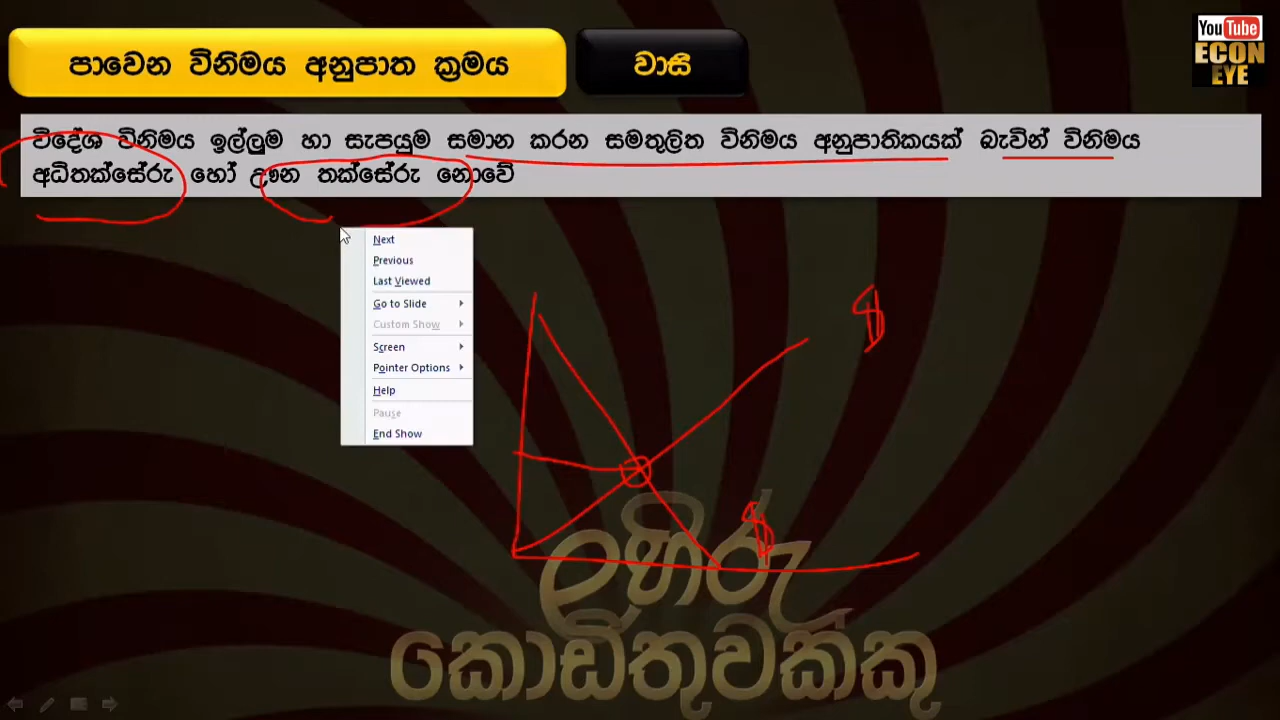 පාවෙන විනිමය අනුපාත ක්‍රමය
වාසී
YouTube
ECON
EYE
විදේශ විනිමය ඉල්ලුම හා සැපයුම සමාන කරන සමතුලිත විනිමය අනුපාතිකයක් බැවින් විනිමය
අධිතක්සේරු හෝ ඌන තක්සේරු නොවේ
Next
Previous
Last Viewed
Go to Slide
Custom Show
Screen
Pointer Options
Help
Pause
End Show
$
$
ලහිරු
කොඩිතුවක්කු